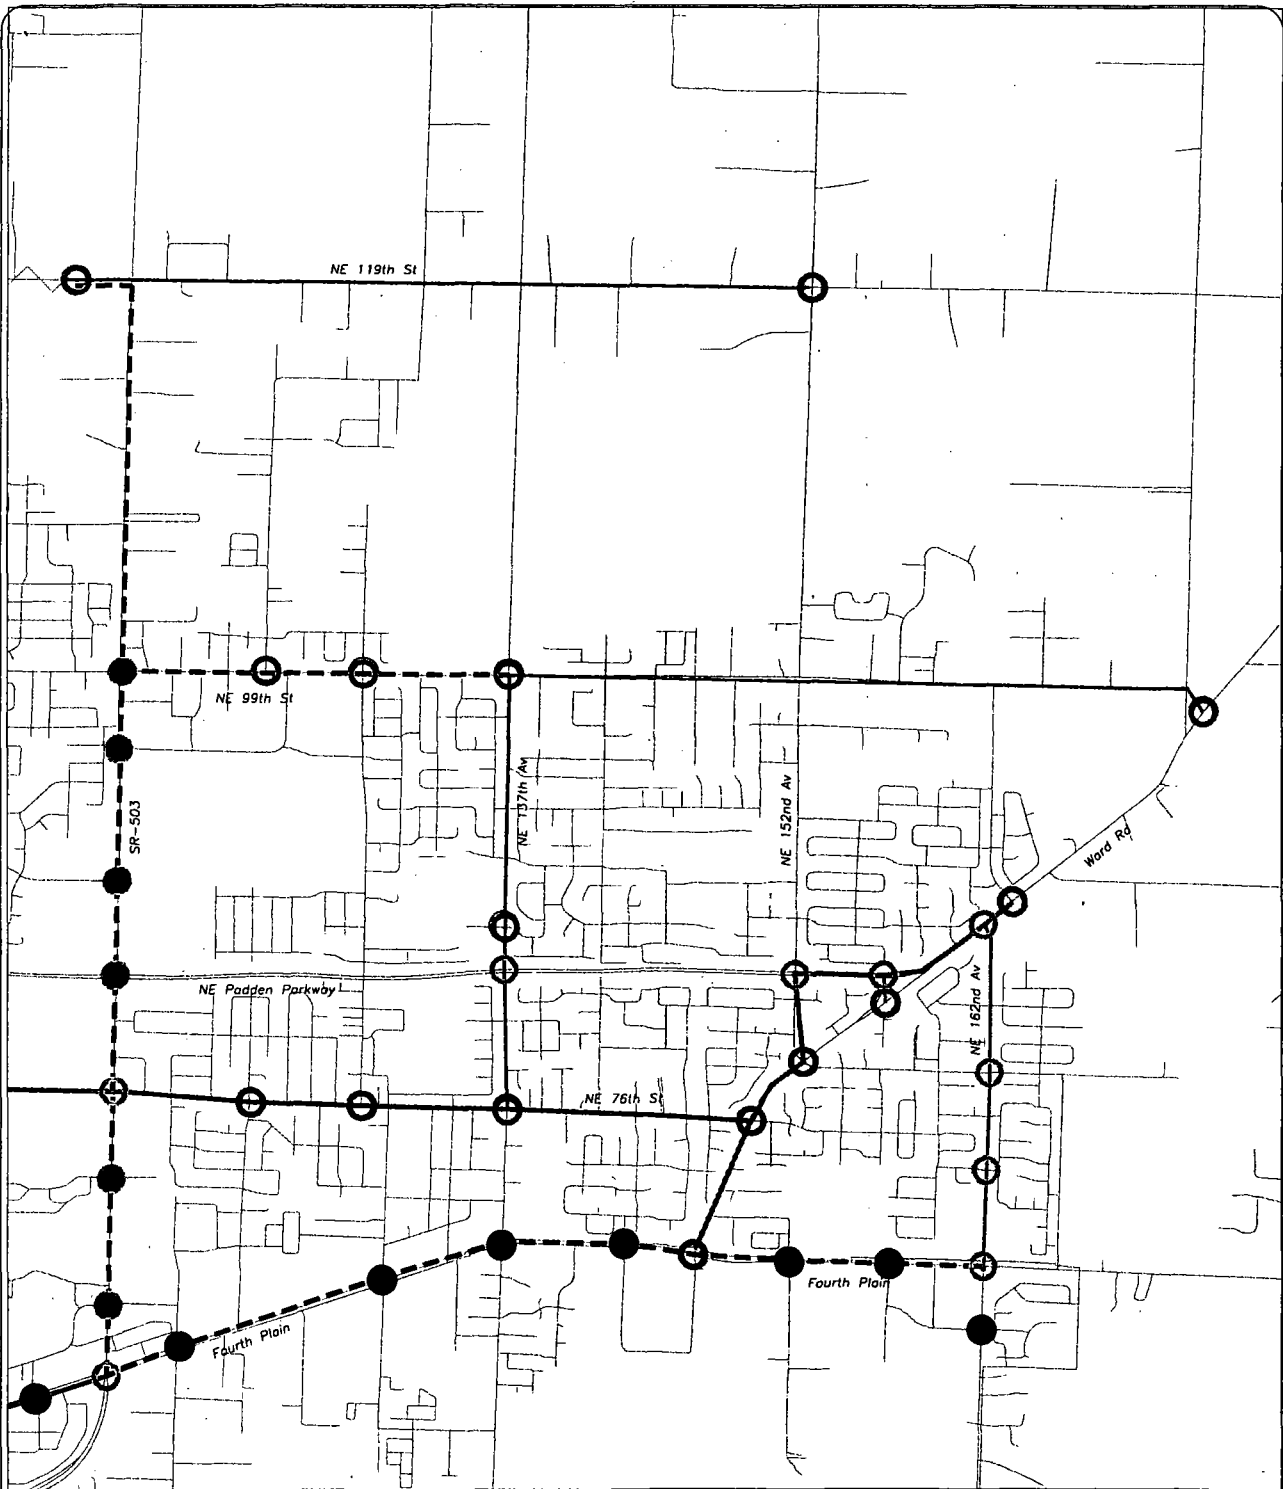 NE 119th St
NE 99th St
NE 137th Av
NE 152nd Av
SR-503
Ward Rd
NE Padden Parkway
NE 162nd Av
NE 76th St
Fourth Plain
Fourth Plain